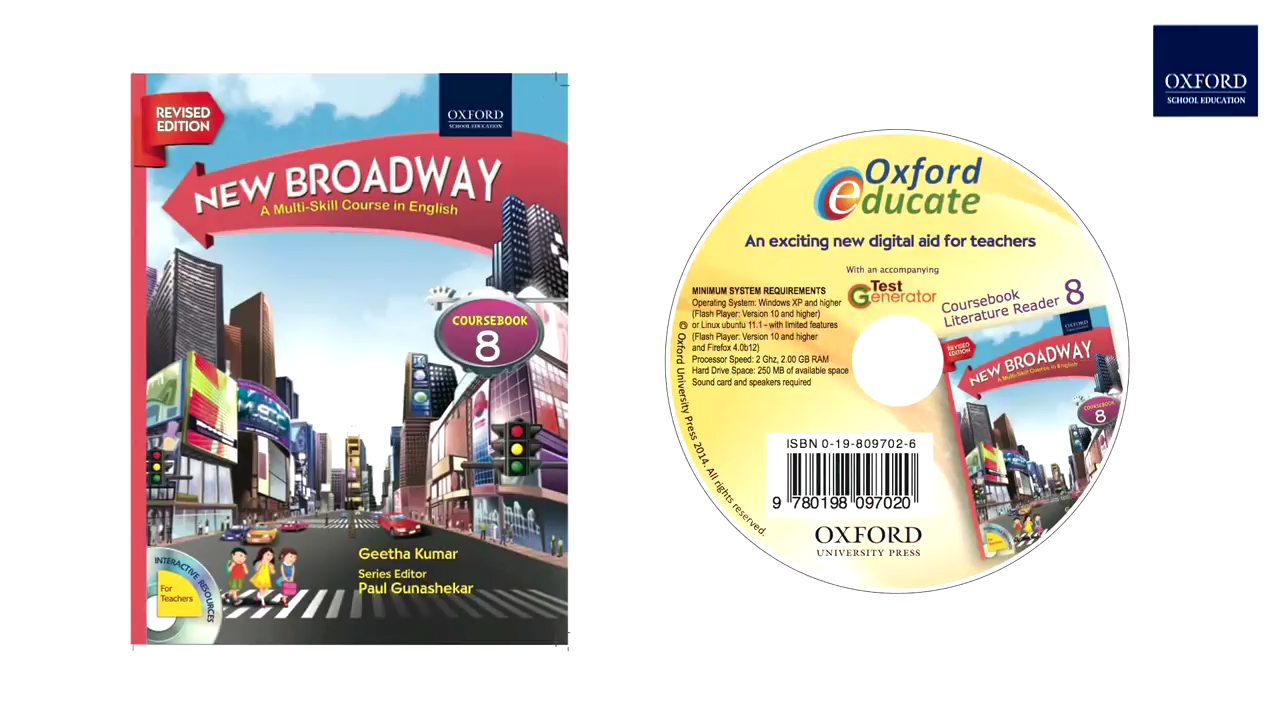 REVISED
EDITION
OXFORD
SCHOOL EDUCATION
NEW BROADWAY
A Multi-Skill Course in English
COURSEBOOK
8
Geetha Kumar
Series Editor
Paul Gunashekar
INTERACTIVE RESOURCES
For
Teachers
OXFORD
SCHOOL EDUCATION
Oxford
educate
An exciting new digital aid for teachers
With an accompanying
Test
Generator
MINIMUM SYSTEM REQUIREMENTS
Operating System: Windows XP and higher
(Flash Player: Version 10 and higher)
or Linux ubuntu 11.1 - with limited features
(Flash Player: Version 10 and higher
and Firefox 4.0b12)
Processor Speed: 2 Ghz, 2.00 GB RAM
Hard Drive Space: 250 MB of available space
Sound card and speakers required
© Oxford University Press 2014. All rights reserved.
Coursebook
Literature Reader 8
OXFORD
REVISED
EDITION
NEW BROADWAY
A Multi-Skill Course in English
COURSEBOOK
8
ISBN 0-19-809702-6
9 780198 097020
OXFORD
UNIVERSITY PRESS